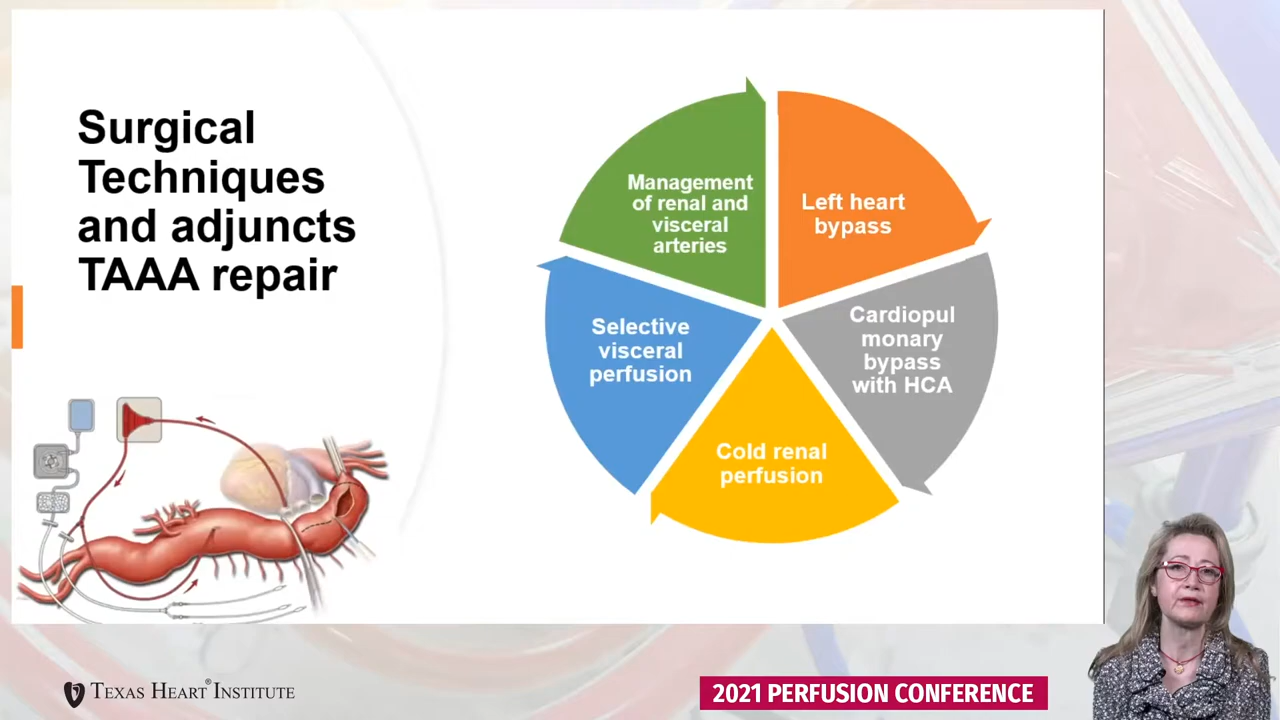 Surgical
Techniques
and adjuncts
TAAA repair
Left heart
bypass
Cardiopul
monary
bypass
with HCA
Cold renal
perfusion
Selective
visceral
perfusion
Management
of renal and
visceral
arteries
TEXAS HEART® INSTITUTE
2021 PERFUSION CONFERENCE